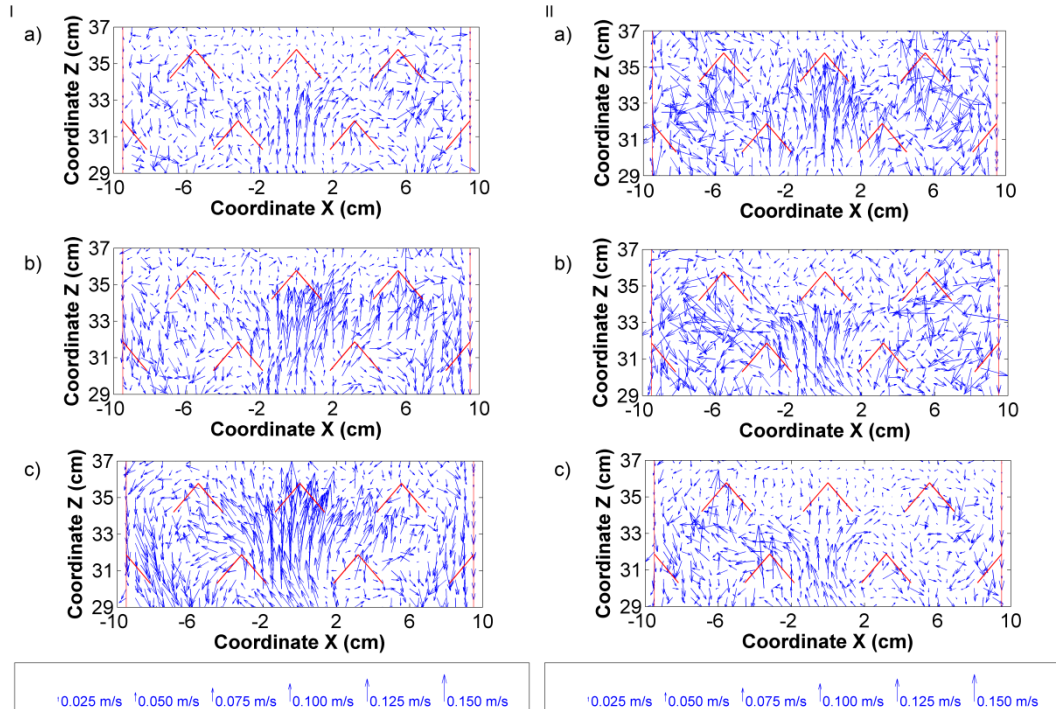 I
a)
37
35
33
31
29
Coordinate Z (cm)
-10 -6 -2 2 6 10
Coordinate X (cm)
b)
37
35
33
31
29
Coordinate Z (cm)
-10 -6 -2 2 6 10
Coordinate X (cm)
c)
37
35
33
31
29
Coordinate Z (cm)
-10 -6 -2 2 6 10
Coordinate X (cm)
0.025 m/s 0.050 m/s 0.075 m/s 0.100 m/s 0.125 m/s 0.150 m/s
II
a)
37
35
33
31
29
Coordinate Z (cm)
-10 -6 -2 2 6 10
Coordinate X (cm)
b)
37
35
33
31
29
Coordinate Z (cm)
-10 -6 -2 2 6 10
Coordinate X (cm)
c)
37
35
33
31
29
Coordinate Z (cm)
-10 -6 -2 2 6 10
Coordinate X (cm)
0.025 m/s 0.050 m/s 0.075 m/s 0.100 m/s 0.125 m/s 0.150 m/s